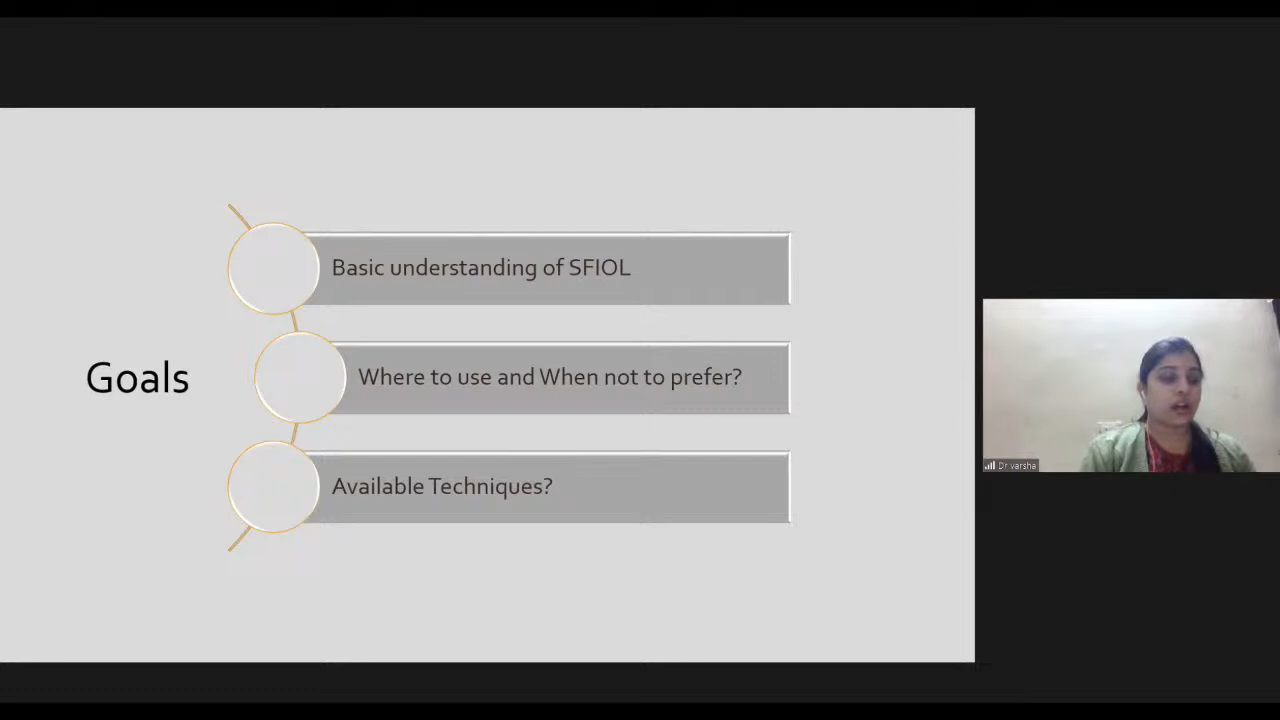 Goals
Basic understanding of SFIOL
Where to use and When not to prefer?
Available Techniques?
Dr varsha